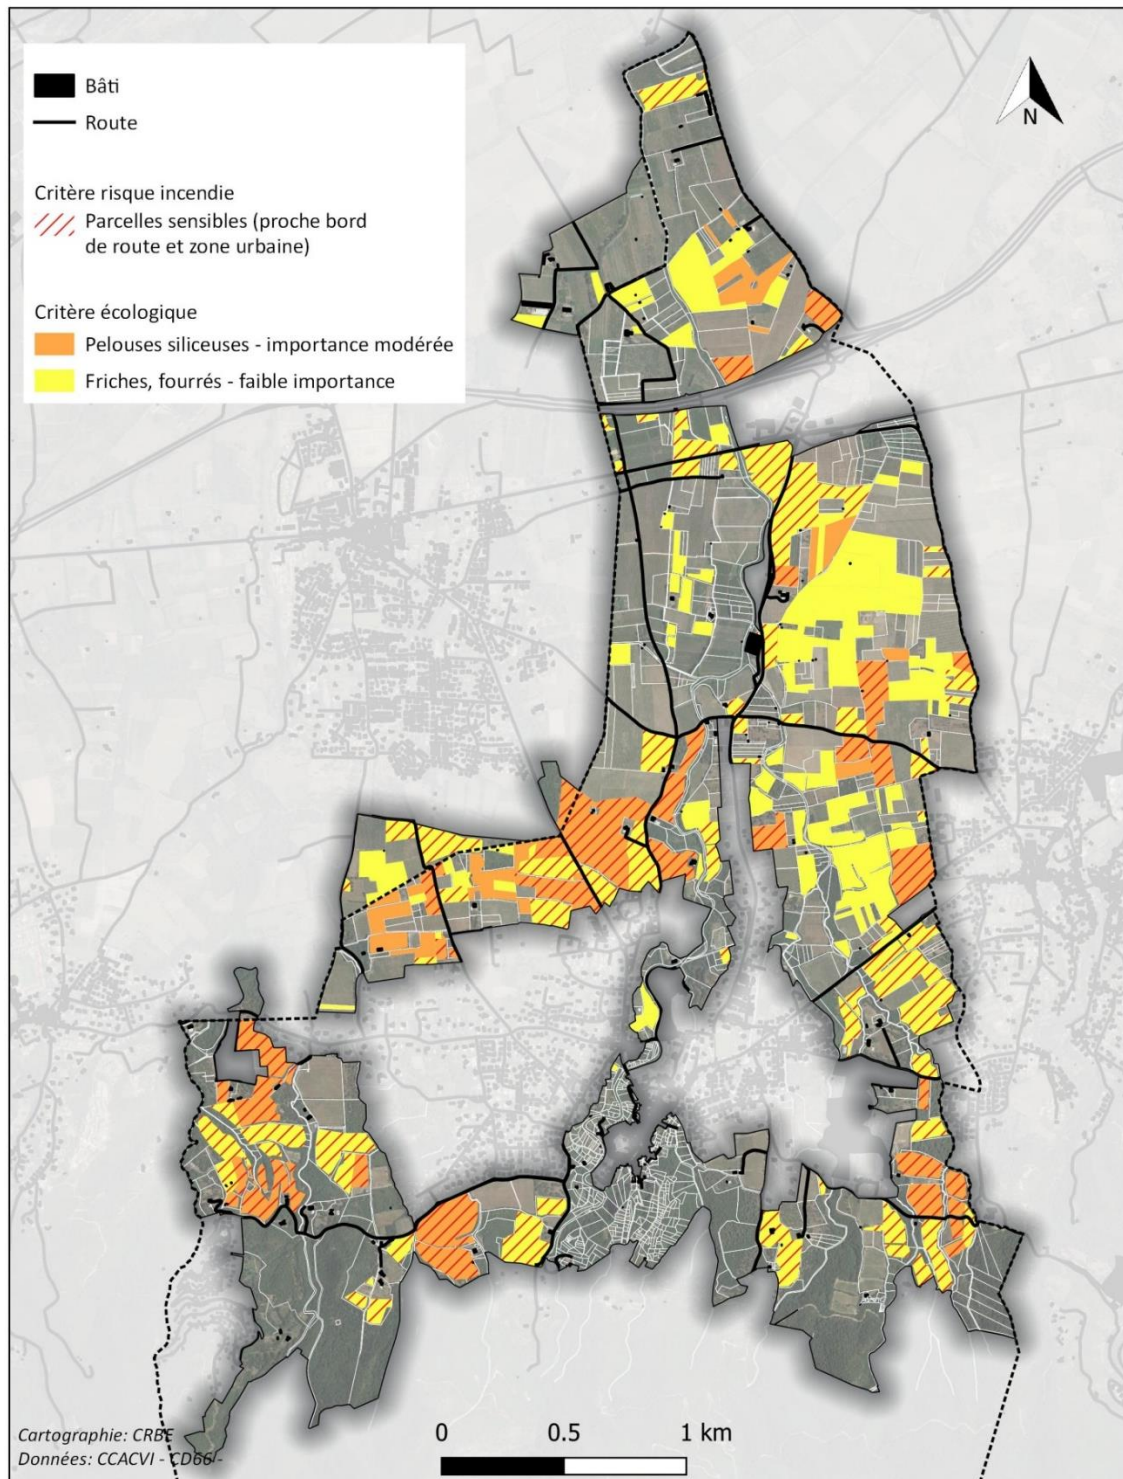 Bâti
Route
Critère risque incendie
Parcelles sensibles (proche bord
de route et zone urbaine)
Critère écologique
Pelouses siliceuses - importance modérée
Friches, fourrés - faible importance
N
0 0.5 1 km
Cartographie: CRBE
Données: CCACVI - CD66 -